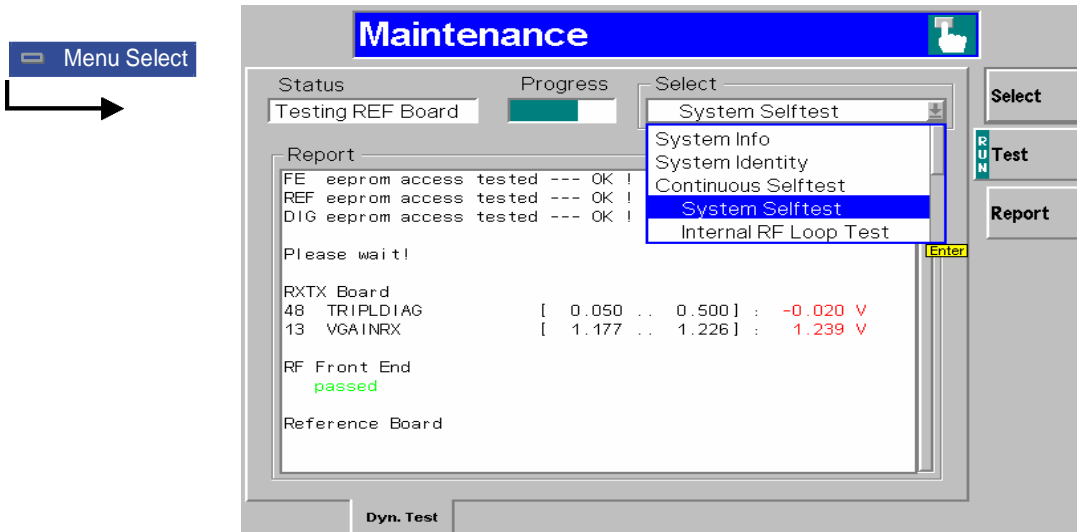 Menu Select
Maintenance
Status
Progress
Select
Testing REF Board
System Selftest
System Info
System Identity
Continuous Selftest
System Selftest
Internal RF Loop Test
Enter
Report
FE eeprom access tested --- OK !
REF eeprom access tested --- OK !
DIG eeprom access tested --- OK !
Please wait!
RXTX Board
48 TRIPLDIAG [ 0.050 .. 0.500] : -0.020 V
13 VGAINRX [ 1.177 .. 1.226] : 1.239 V
RF Front End
passed
Reference Board
Select
RUN Test
Report
Dyn. Test